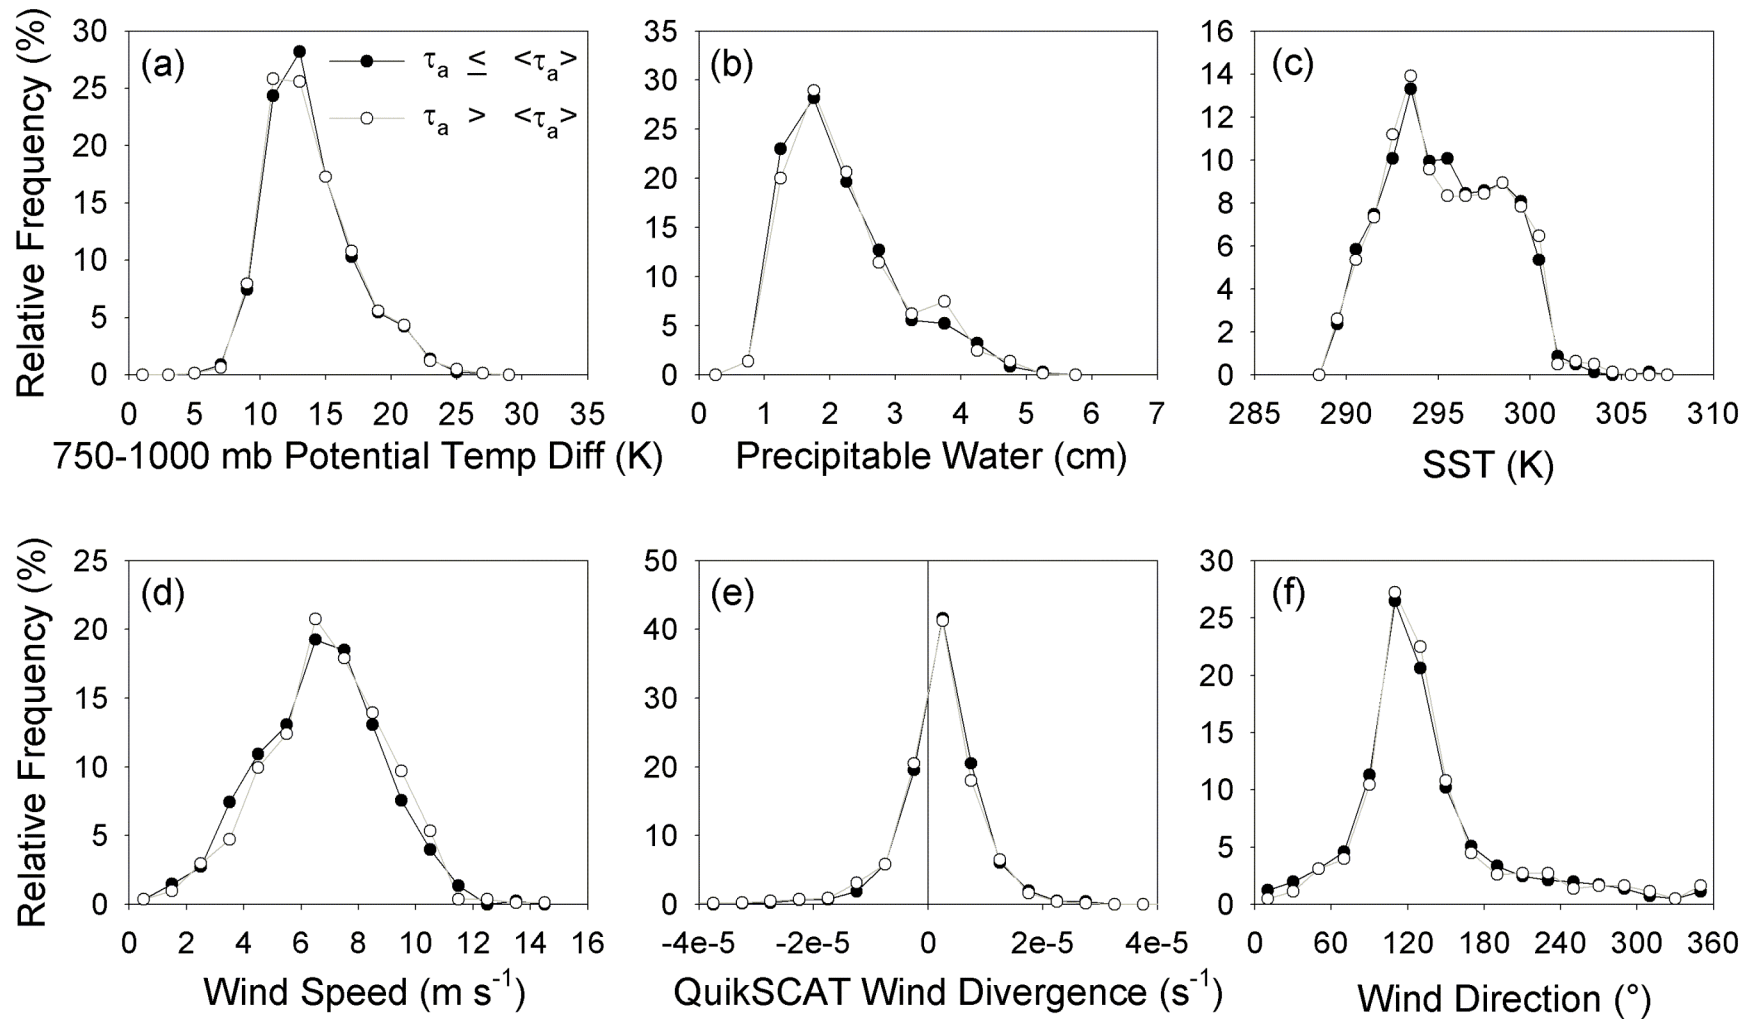 (a)
τa ≤ <τa>
τa > <τa>
Relative Frequency (%)
30
25
20
15
10
5
0
0 5 10 15 20 25 30 35
750-1000 mb Potential Temp Diff (K)
(b)
35
30
25
20
15
10
5
0
0 1 2 3 4 5 6 7
Precipitable Water (cm)
(c)
16
14
12
10
8
6
4
2
0
285 290 295 300 305 310
SST (K)
(d)
Relative Frequency (%)
25
20
15
10
5
0
0 2 4 6 8 10 12 14 16
Wind Speed (m s-1)
(e)
50
40
30
20
10
0
-4e-5 -2e-5 0 2e-5 4e-5
QuikSCAT Wind Divergence (s-1)
(f)
30
25
20
15
10
5
0
0 60 120 180 240 300 360
Wind Direction (°)